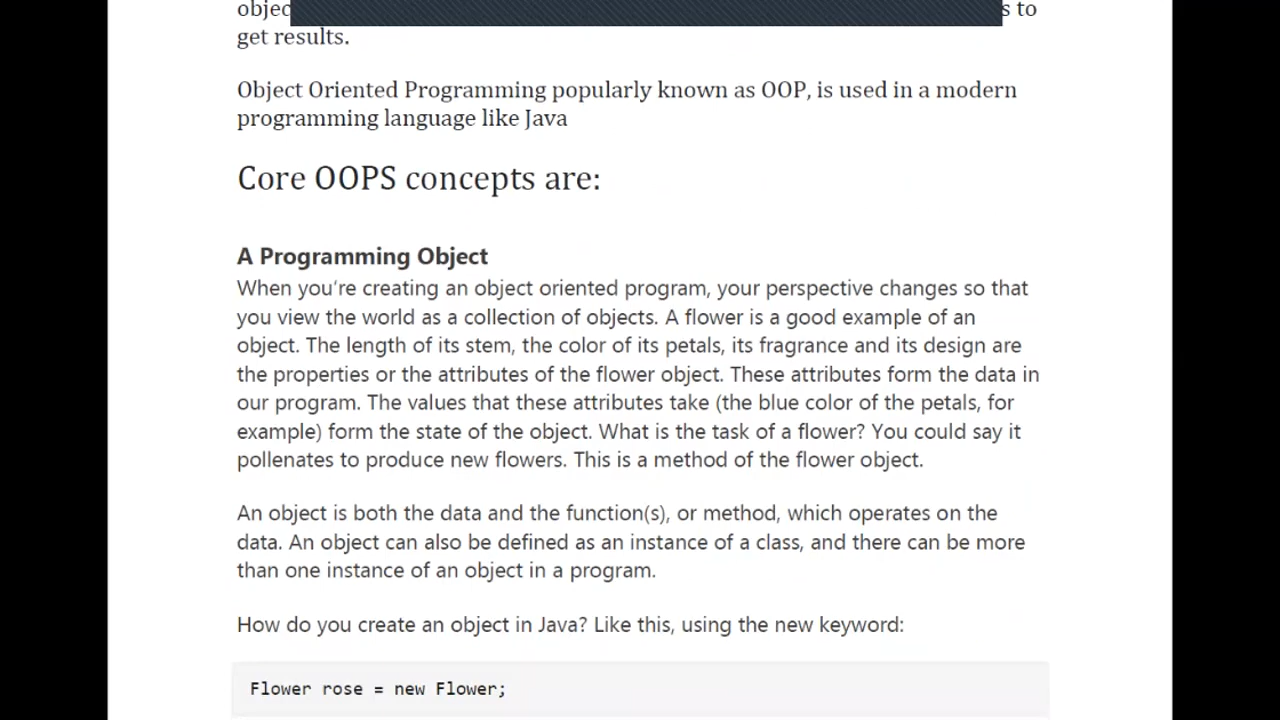 objec s to
get results.
Object Oriented Programming popularly known as OOP, is used in a modern
programming language like Java
Core OOPS concepts are:
A Programming Object
When you're creating an object oriented program, your perspective changes so that
you view the world as a collection of objects. A flower is a good example of an
object. The length of its stem, the color of its petals, its fragrance and its design are
the properties or the attributes of the flower object. These attributes form the data in
our program. The values that these attributes take (the blue color of the petals, for
example) form the state of the object. What is the task of a flower? You could say it
pollenates to produce new flowers. This is a method of the flower object.
An object is both the data and the function(s), or method, which operates on the
data. An object can also be defined as an instance of a class, and there can be more
than one instance of an object in a program.
How do you create an object in Java? Like this, using the new keyword:
Flower rose = new Flower;